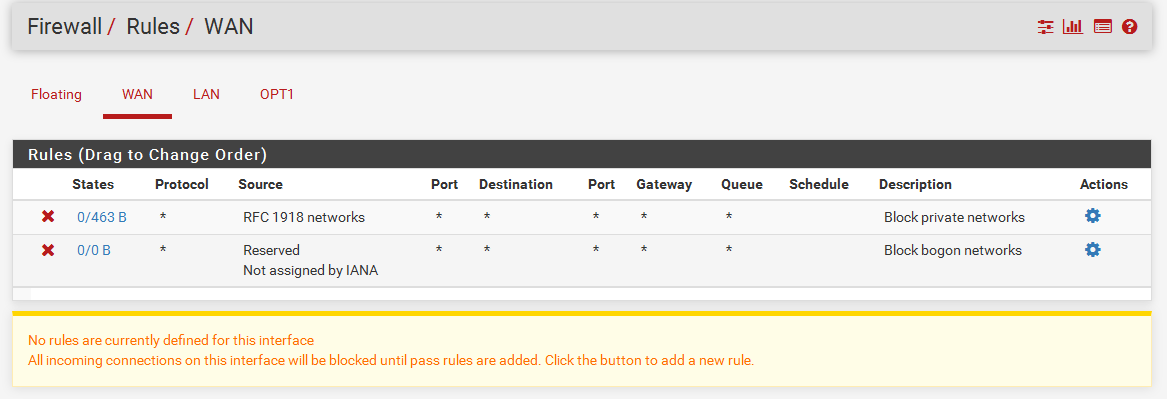 Firewall / Rules / WAN
Floating WAN LAN OPT1
Rules (Drag to Change Order)
States Protocol Source Port Destination Port Gateway Queue Schedule Description Actions
0/463 B * RFC 1918 networks * * * * * Block private networks
0/0 B * Reserved * * * * * Block bogon networks
Not assigned by IANA
No rules are currently defined for this interface
All incoming connections on this interface will be blocked until pass rules are added. Click the button to add a new rule.